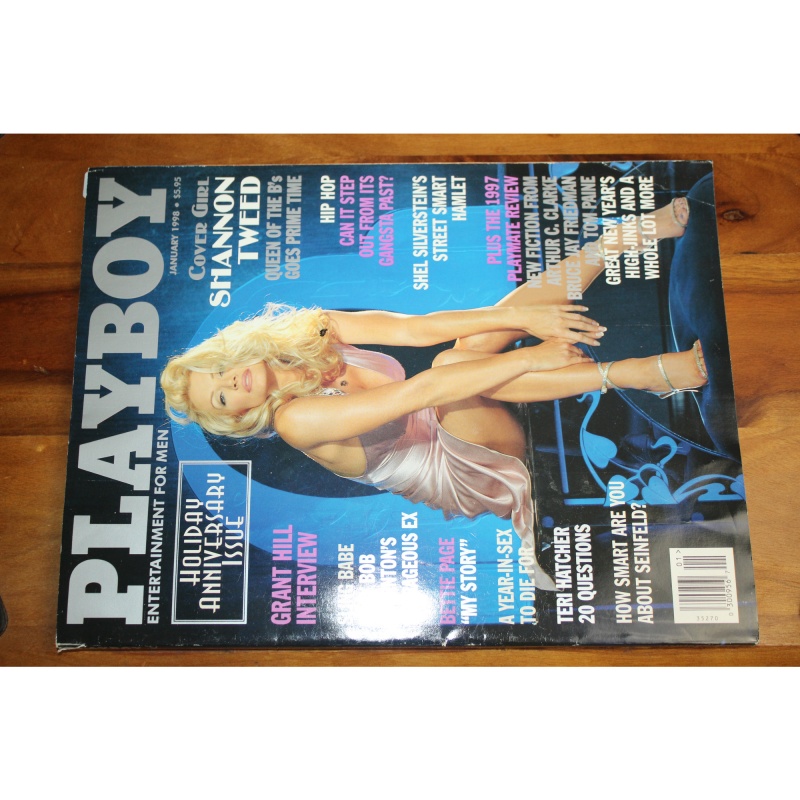 PLAYBOY
ENTERTAINMENT FOR MEN
JANUARY 1998 • $5.95
HOLIDAY
ANNIVERSARY
ISSUE
GRANT HILL
INTERVIEW
BABE
BOB
EX
BETTIE PAGE
"MY STORY"
A YEAR-IN-SEX
TO DIE FOR
TERI HATCHER
20 QUESTIONS
HOW SMART ARE YOU
ABOUT SEINFELD?
COVER GIRL
SHANNON
TWEED
QUEEN OF THE B's
GOES PRIME TIME
HIP HOP
CAN IT STEP
OUT FROM ITS
GANGSTA PAST?
SHEL SILVERSTEIN'S
STREET SMART
HAMLET
PLUS THE 1997
PLAYMATE REVIEW
NEW FICTION FROM
ARTHUR C. CLARKE
BRUCE JAY FRIEDMAN
AND TOM PAINE
GREAT NEW YEAR'S
HIGH-JINKS AND A
WHOLE LOT MORE
01>